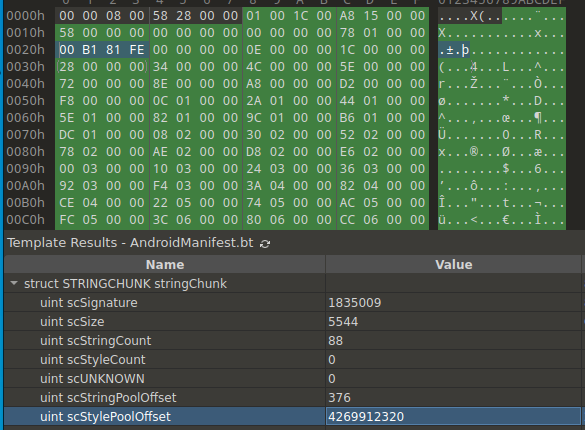 0123456789ABCDEF
0000h 00 00 08 00 58 28 00 00 01 00 1C 00 A8 15 00 00 ....X(......¨...
0010h 58 00 00 00 00 00 00 00 00 00 00 00 78 01 00 00 X...........x...
0020h 00 B1 81 FE 00 00 00 00 0E 00 00 00 1C 00 00 00 .±.þ............
0030h 28 00 00 00 34 00 00 00 4C 00 00 00 5E 00 00 00 (...4...L...^...
0040h 72 00 00 00 8E 00 00 00 A8 00 00 00 D2 00 00 00 r...Ž...¨...Ò...
0050h F8 00 00 00 0C 01 00 00 2A 01 00 00 44 01 00 00 ø.......*...D...
0060h 5E 01 00 00 82 01 00 00 9C 01 00 00 B6 01 00 00 ^...‚...œ...¶...
0070h DC 01 00 00 08 02 00 00 30 02 00 00 52 02 00 00 Ü.......0...R...
0080h 78 02 00 00 AE 02 00 00 D8 02 00 00 E6 02 00 00 x...®...Ø...æ...
0090h 00 03 00 00 10 03 00 00 24 03 00 00 36 03 00 00 ........$...6...
00A0h 92 03 00 00 F4 03 00 00 3A 04 00 00 82 04 00 00 ’...ô...:...‚...
00B0h CE 04 00 00 22 05 00 00 74 05 00 00 AC 05 00 00 Î..."...t...¬...
00C0h FC 05 00 00 3C 06 00 00 80 06 00 00 CC 06 00 00 ü...<...€...Ì...
Template Results - AndroidManifest.bt
Name Value
struct STRINGCHUNK stringChunk
uint scSignature 1835009
uint scSize 5544
uint scStringCount 88
uint scStyleCount 0
uint scUNKNOWN 0
uint scStringPoolOffset 376
uint scStylePoolOffset 4269912320